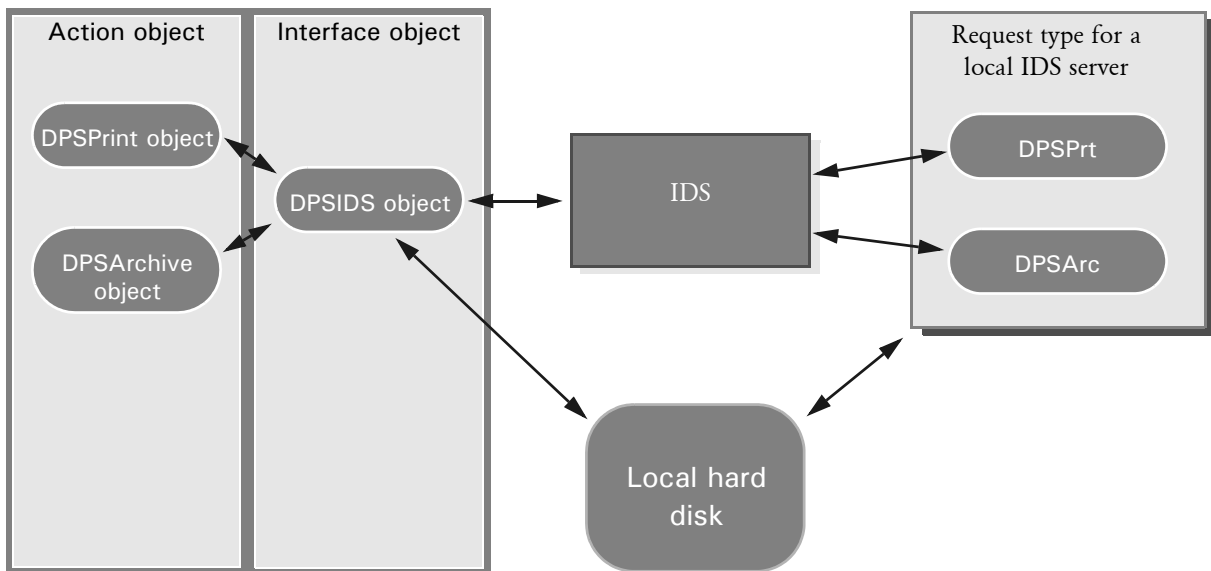 Action object
Interface object
Request type for a
local IDS server
DPSPrint object
DPSArchive
object
DPSIDS object
IDS
DPSPrt
DPSArc
Local hard
disk